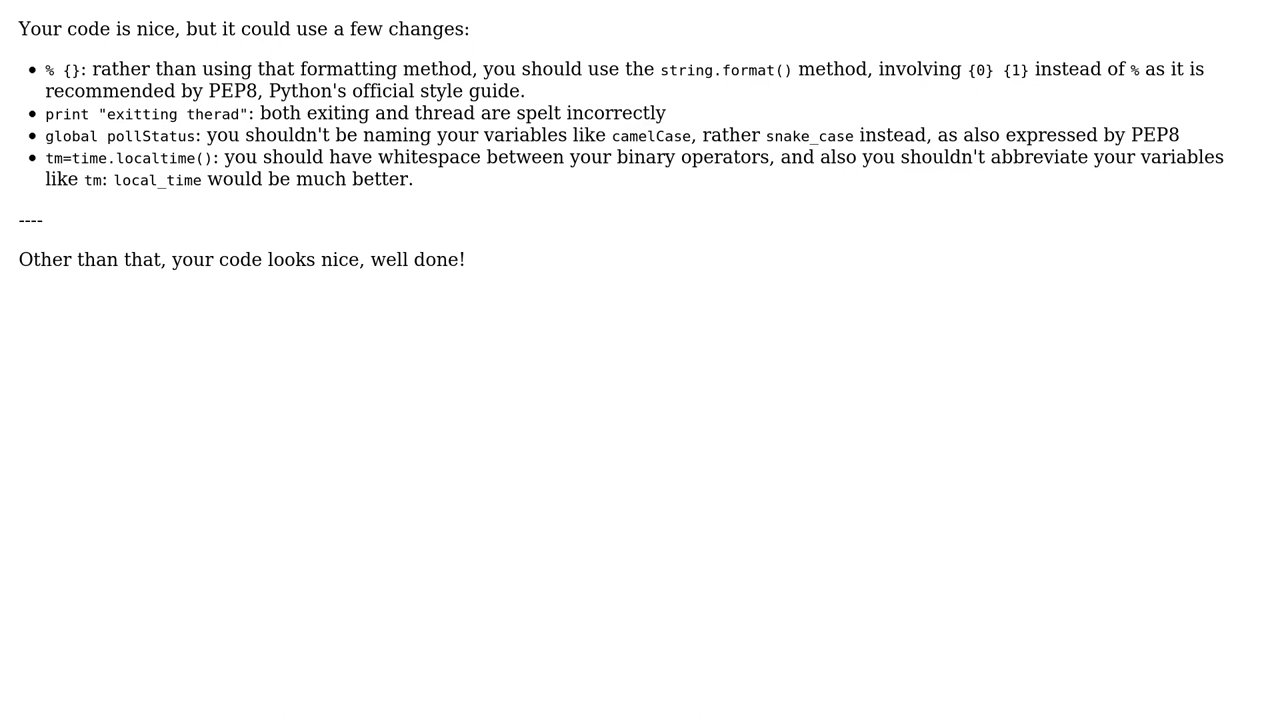 Your code is nice, but it could use a few changes:
• % {}: rather than using that formatting method, you should use the string.format() method, involving {0} {1} instead of % as it is
recommended by PEP8, Python's official style guide.
• print "exitting therad": both exiting and thread are spelt incorrectly
• global pollStatus: you shouldn't be naming your variables like camelCase, rather snake_case instead, as also expressed by PEP8
• tm=time.localtime(): you should have whitespace between your binary operators, and also you shouldn't abbreviate your variables
like tm: local_time would be much better.
----
Other than that, your code looks nice, well done!